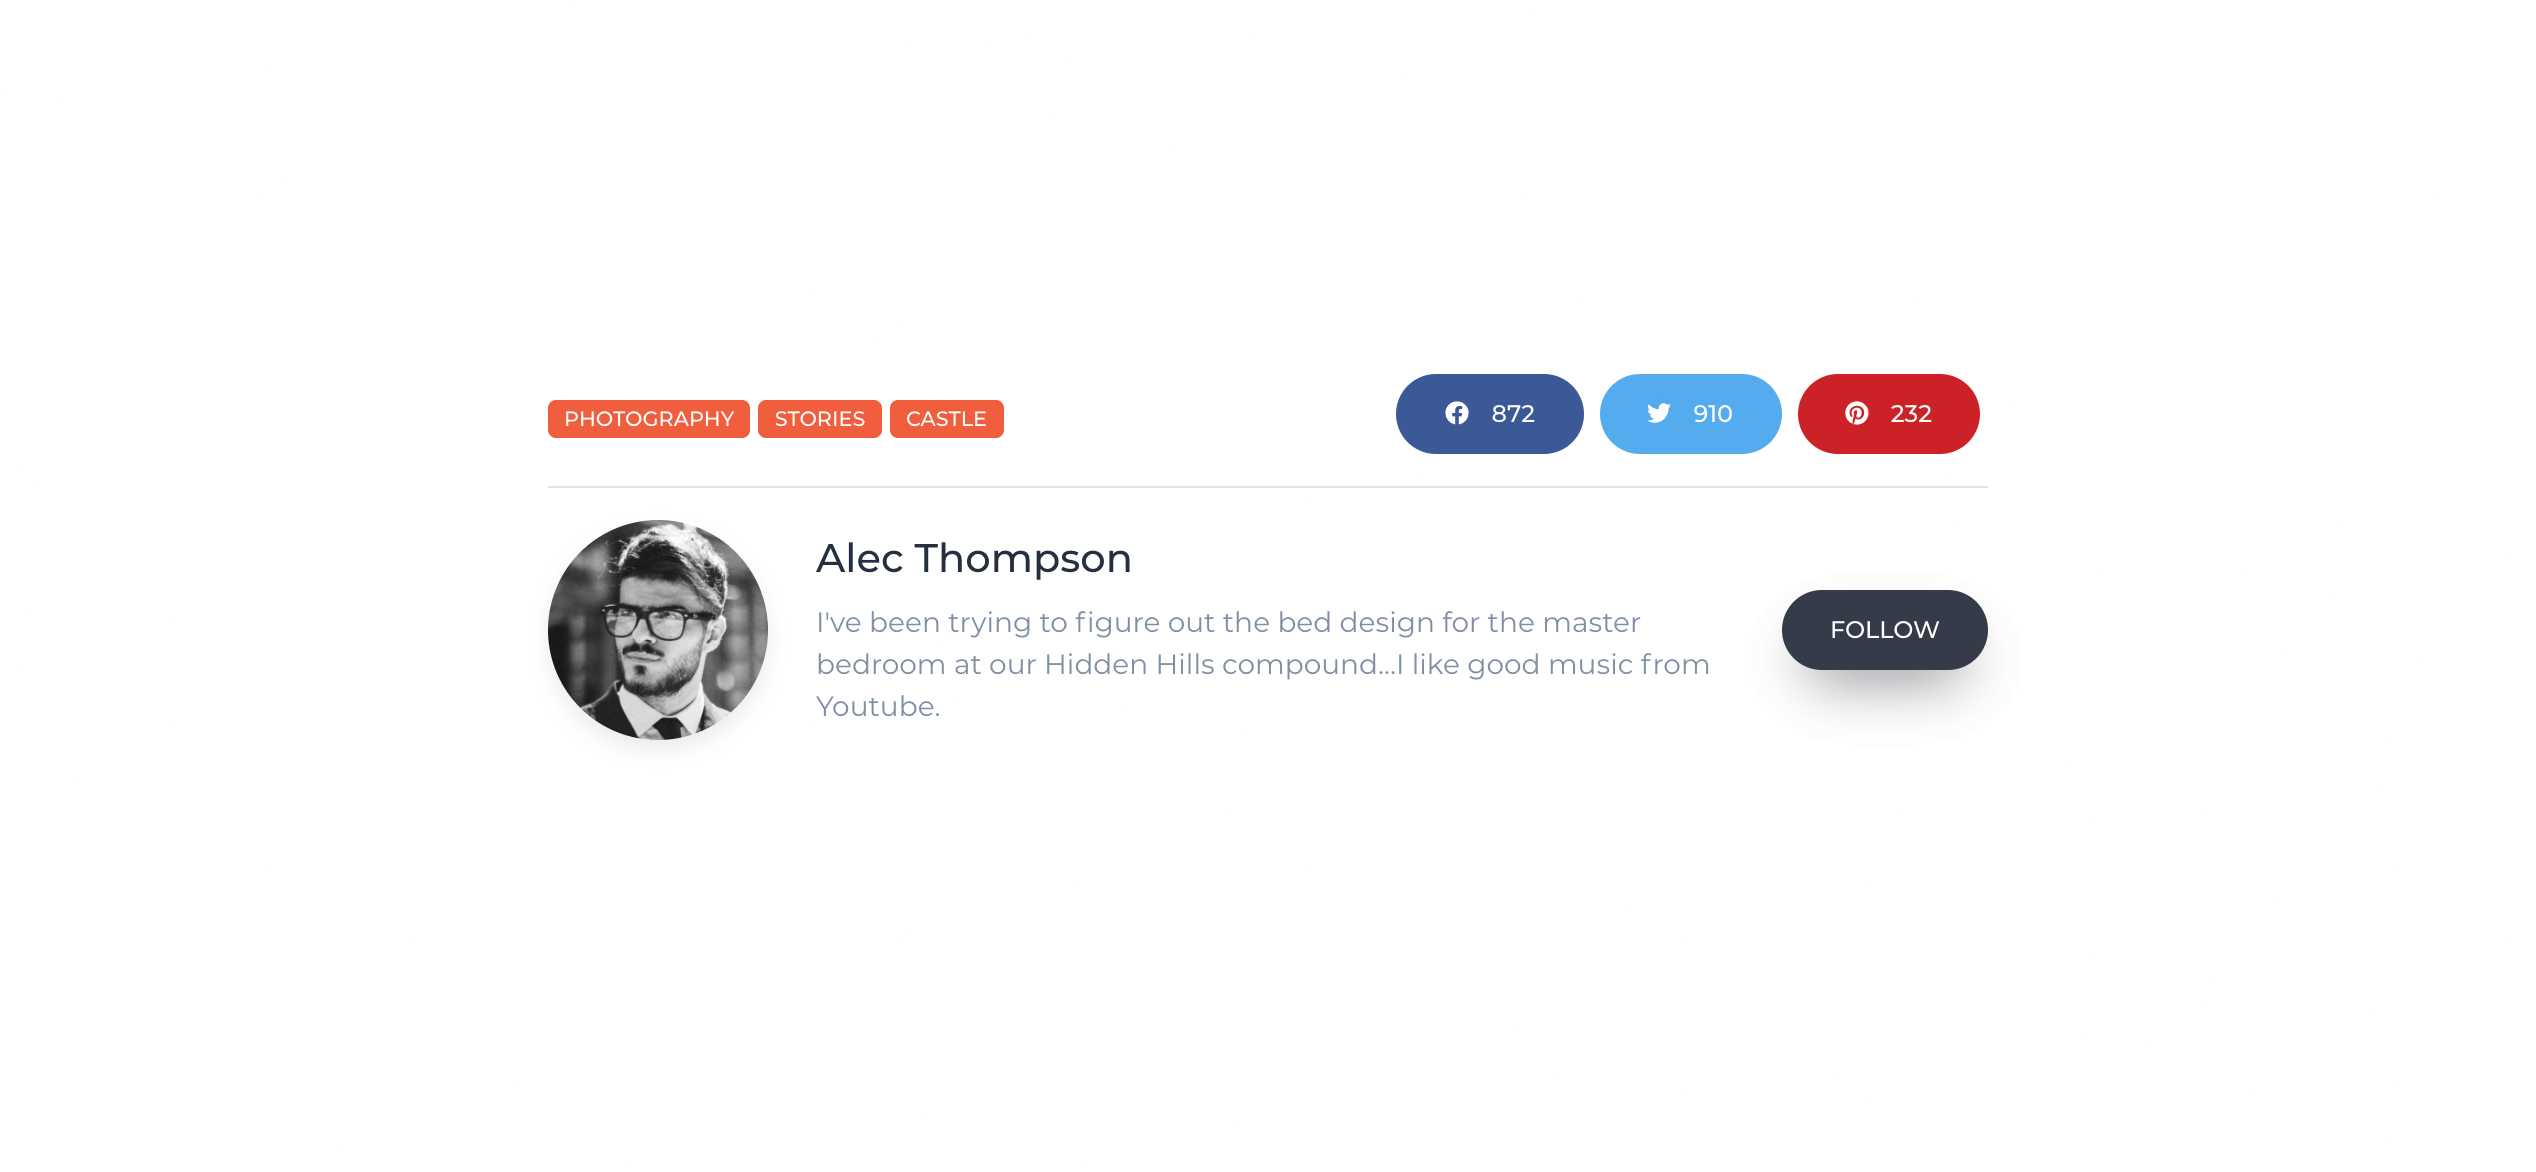 PHOTOGRAPHY STORIES CASTLE
872 910 232
Alec Thompson
I've been trying to figure out the bed design for the master
bedroom at our Hidden Hills compound...I like good music from
Youtube.
FOLLOW